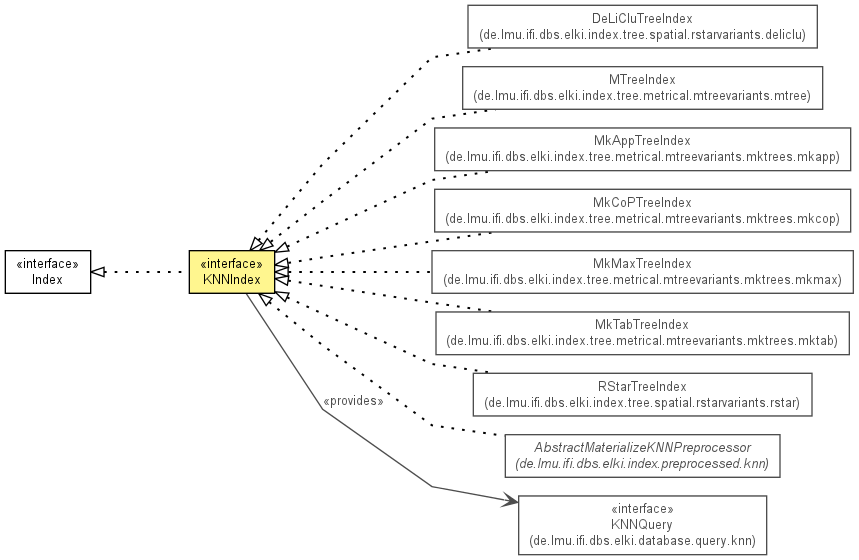 DeLiCluTreeIndex
(de.lmu.ifi.dbs.elki.index.tree.spatial.rstarvariants.deliclu)
MTreeIndex
(de.lmu.ifi.dbs.elki.index.tree.metrical.mtreevariants.mtree)
MkAppTreeIndex
(de.lmu.ifi.dbs.elki.index.tree.metrical.mtreevariants.mktrees.mkapp)
MkCoPTreeIndex
(de.lmu.ifi.dbs.elki.index.tree.metrical.mtreevariants.mktrees.mkcop)
«interface»
Index
«interface»
KNNIndex
MkMaxTreeIndex
(de.lmu.ifi.dbs.elki.index.tree.metrical.mtreevariants.mktrees.mkmax)
MkTabTreeIndex
(de.lmu.ifi.dbs.elki.index.tree.metrical.mtreevariants.mktrees.mktab)
RStarTreeIndex
(de.lmu.ifi.dbs.elki.index.tree.spatial.rstarvariants.rstar)
«provides»
AbstractMaterializeKNNPreprocessor
(de.lmu.ifi.dbs.elki.index.preprocessed.knn)
«interface»
KNNQuery
(de.lmu.ifi.dbs.elki.database.query.knn)